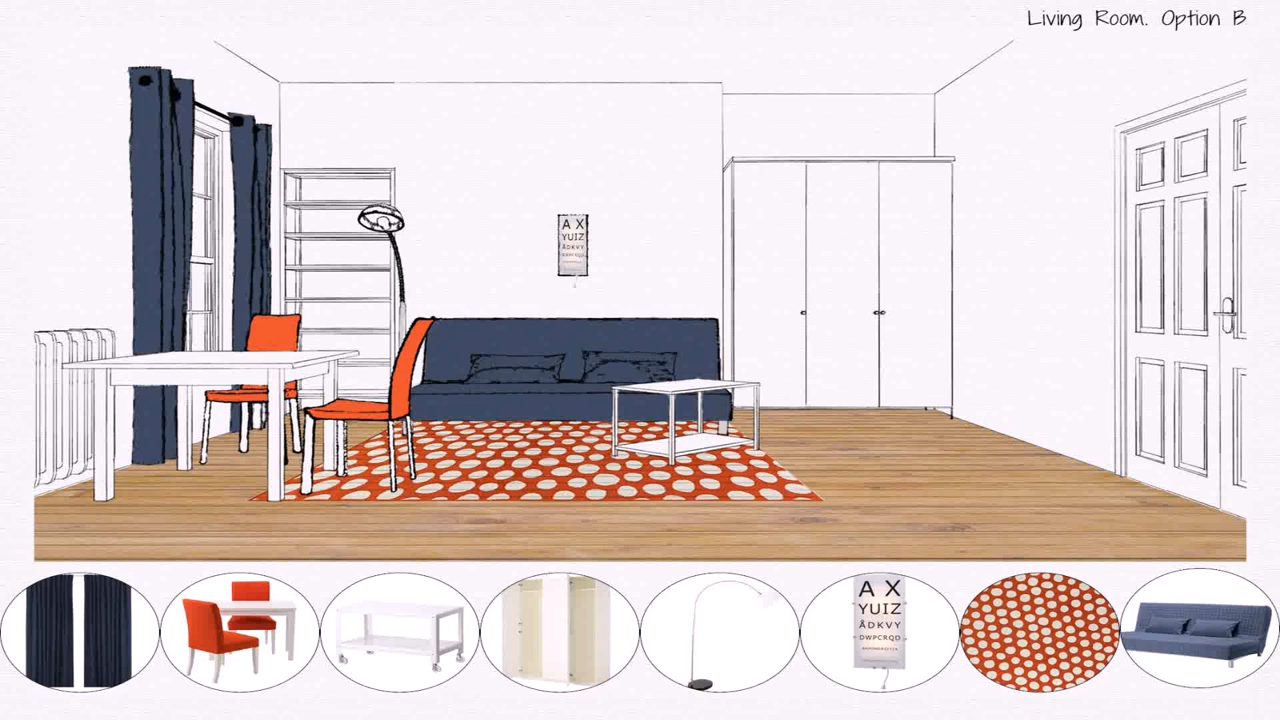 Living Room. Option B
A X
YUIZ
ÅDKVY
A X
YUIZ
ÅDKVY
DWPCRQD